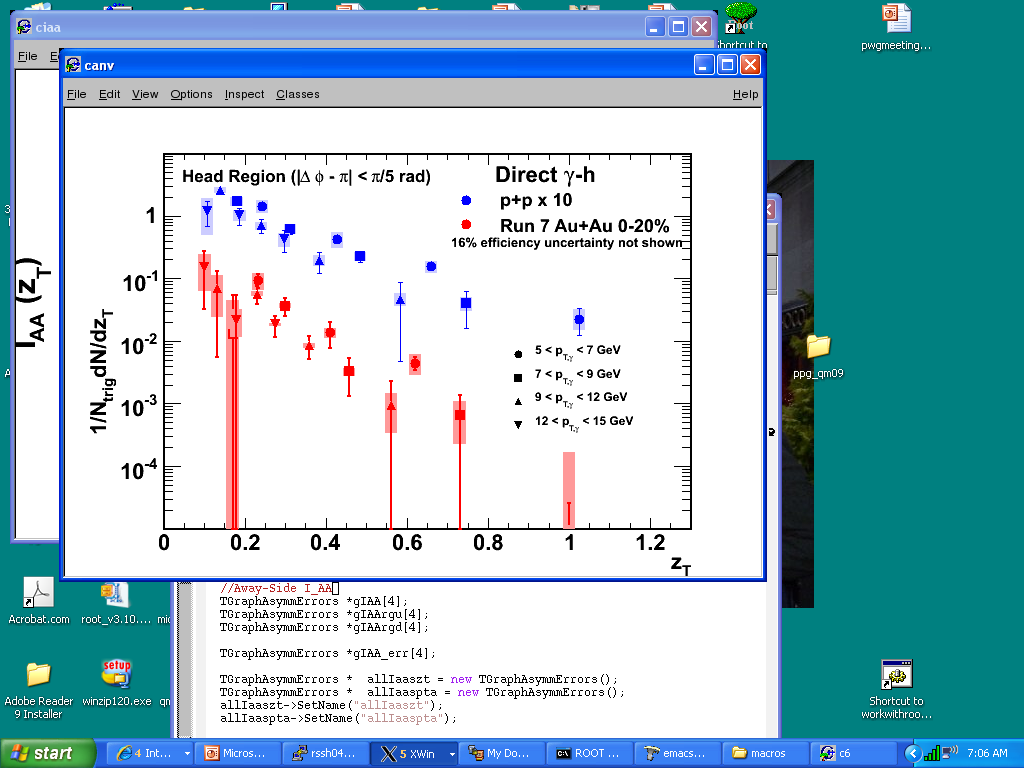 ciaa
Shortcut to
pwgmeeting...
File
canv
File Edit View Options Inspect Classes Help
Head Region (|Δ ϕ - π| < π/5 rad)
Direct γ-h
p+p x 10
Run 7 Au+Au 0-20%
16% efficiency uncertainty not shown
1
10⁻¹
10⁻²
10⁻³
10⁻⁴
1/N_trig dN/dz_T
I_AA (z_T)
5 < p_T,γ < 7 GeV
7 < p_T,γ < 9 GeV
9 < p_T,γ < 12 GeV
12 < p_T,γ < 15 GeV
0 0.2 0.4 0.6 0.8 1 1.2
z_T
ppg_qm09
//Away-Side I_AA
TGraphAsymmErrors *gIAA[4];
TGraphAsymmErrors *gIAArgu[4];
TGraphAsymmErrors *gIAArgd[4];
TGraphAsymmErrors *gIAA_err[4];
TGraphAsymmErrors * allIaaszt = new TGraphAsymmErrors();
TGraphAsymmErrors * allIaaspta = new TGraphAsymmErrors();
allIaaszt->SetName("allIaaszt");
allIaaspta->SetName("allIaaspta");
Acrobat.com
root_v3.10....
Adobe Reader
9 Installer
setup
winzip120.exe
Shortcut to
workwithroo...
start
4 Int...
Micros...
rssh04...
5 XWin
My Do...
ROOT ...
emacs...
macros
c6
7:06 AM